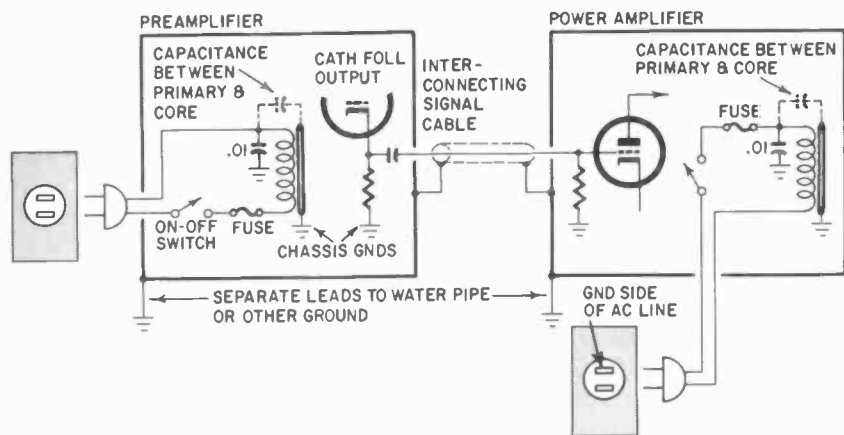 PREAMPLIFIER
POWER AMPLIFIER
CAPACITANCE
BETWEEN
PRIMARY &
CORE
CATH FOLL
OUTPUT
INTER-
CONNECTING
SIGNAL
CABLE
CAPACITANCE BETWEEN
PRIMARY & CORE
FUSE
.01
.01
ON-OFF
SWITCH
FUSE
CHASSIS GNDS
SEPARATE LEADS TO WATER PIPE
OR OTHER GROUND
GND SIDE
OF AC LINE